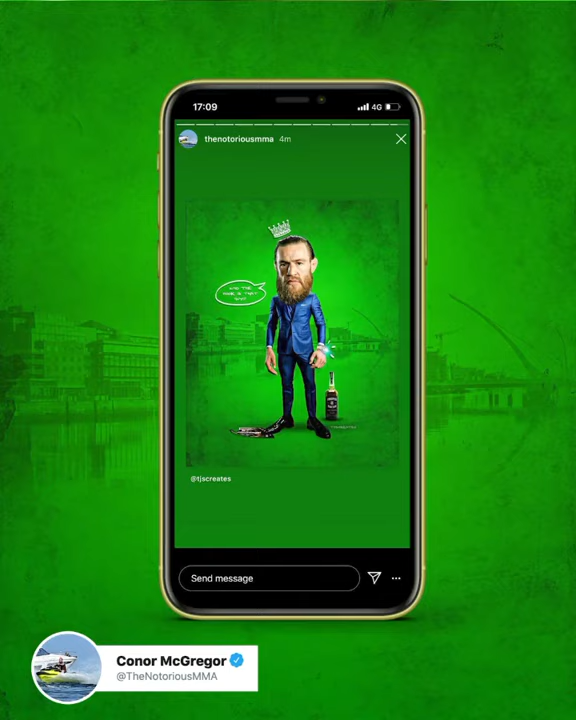 17:09
4G
thenotoriousmma 4m
@tjscreates
Send message
Conor McGregor
@TheNotoriousMMA